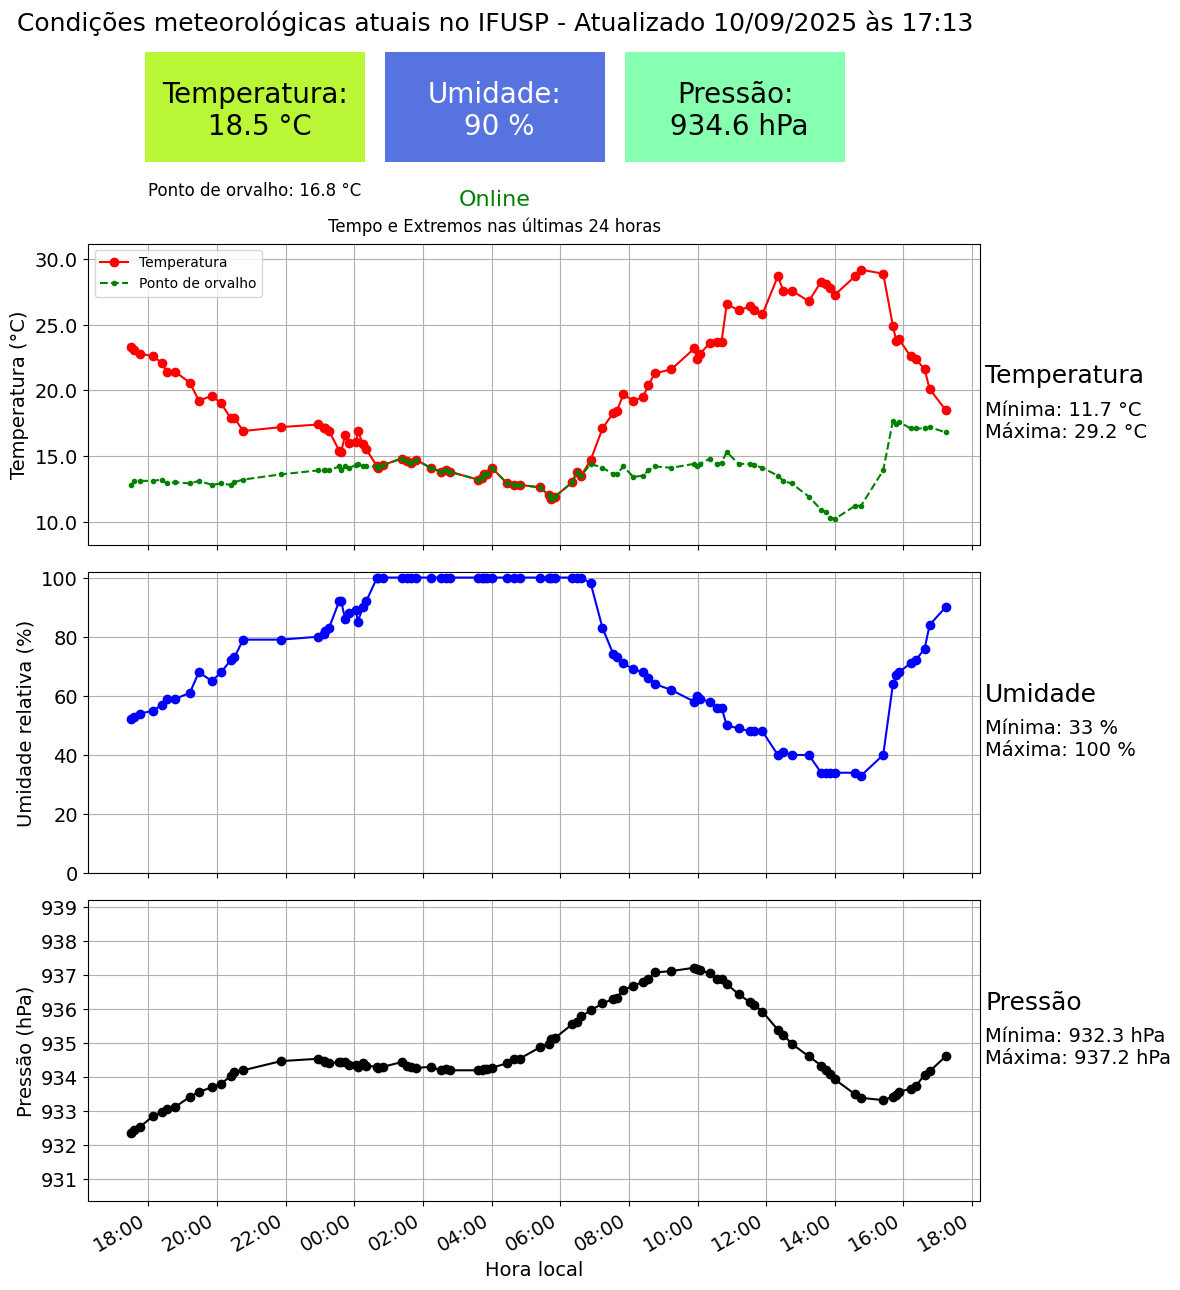 Condições meteorológicas atuais no IFUSP - Atualizado 10/09/2025 às 17:13
Temperatura:
18.5 °C
Umidade:
90 %
Pressão:
934.6 hPa
Ponto de orvalho: 16.8 °C
Online
Tempo e Extremos nas últimas 24 horas
Temperatura
Ponto de orvalho
Temperatura (°C)
30.0
25.0
20.0
15.0
10.0
Temperatura
Mínima: 11.7 °C
Máxima: 29.2 °C
Umidade relativa (%)
100
80
60
40
20
0
Umidade
Mínima: 33 %
Máxima: 100 %
Pressão (hPa)
939
938
937
936
935
934
933
932
931
Pressão
Mínima: 932.3 hPa
Máxima: 937.2 hPa
18:00
20:00
22:00
00:00
02:00
04:00
06:00
08:00
10:00
12:00
14:00
16:00
18:00
Hora local